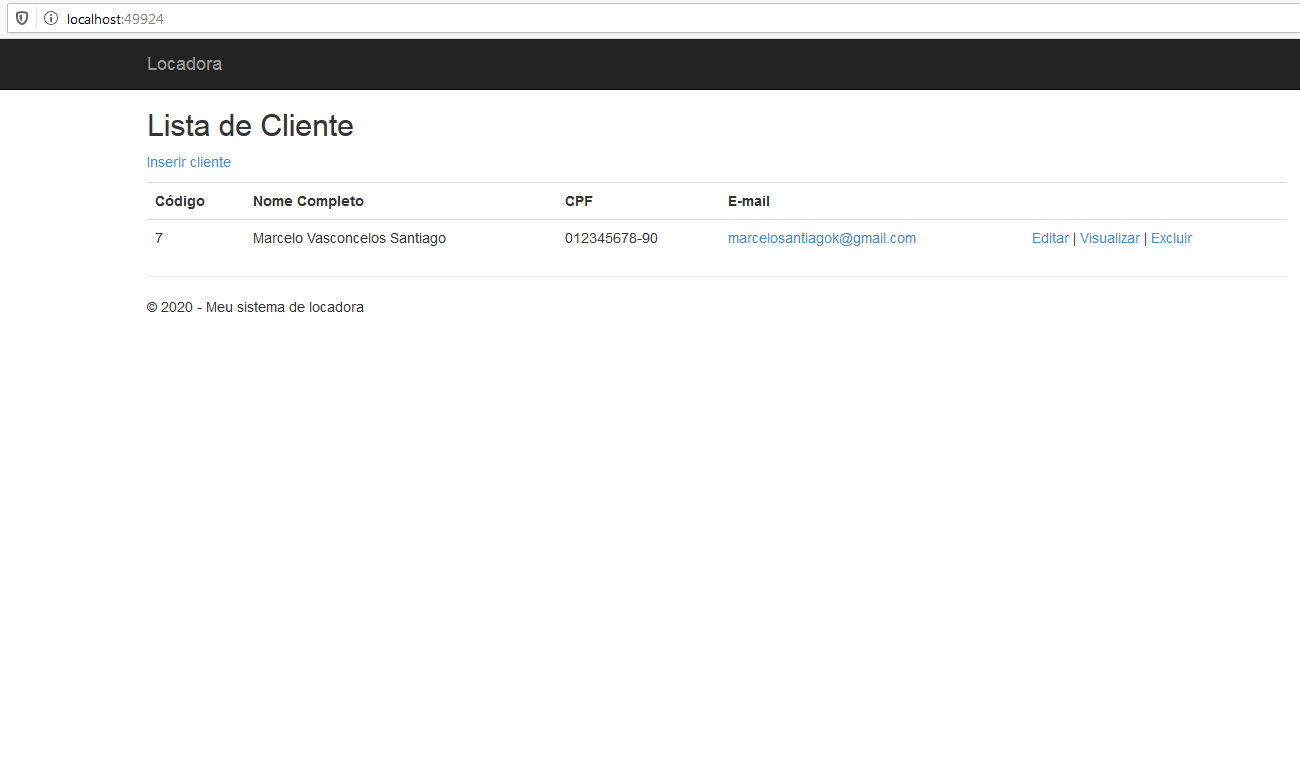 localhost:49924
Locadora
Lista de Cliente
Inserir cliente
Código Nome Completo CPF E-mail
7 Marcelo Vasconcelos Santiago 012345678-90 marcelosantiagok@gmail.com Editar | Visualizar | Excluir
© 2020 - Meu sistema de locadora